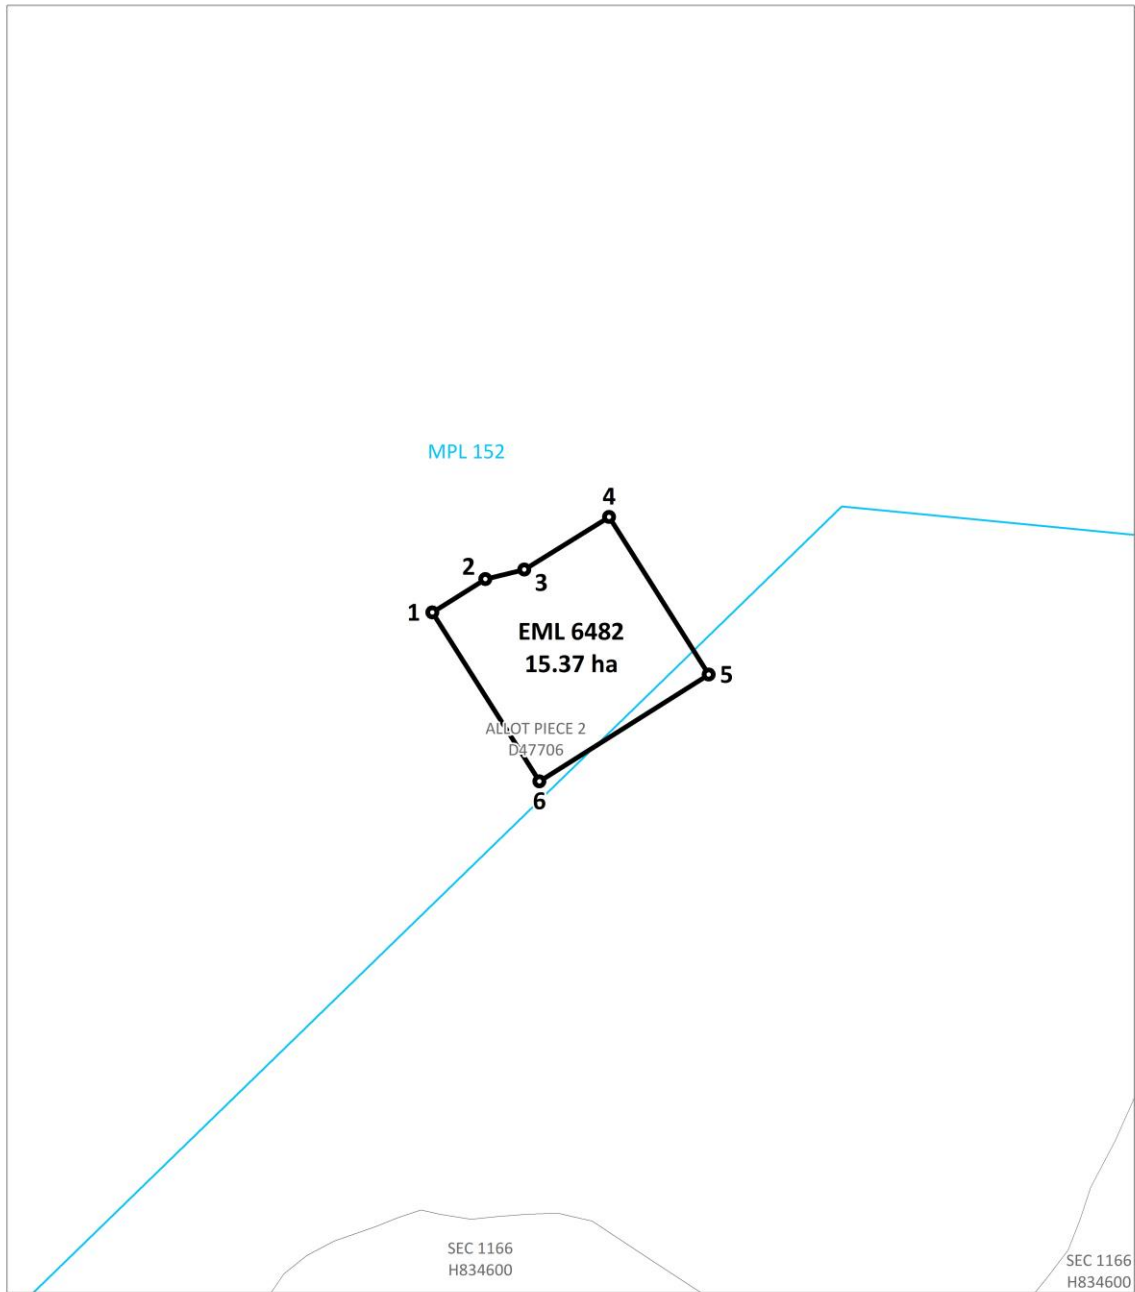 MPL 152
4
2
3
1
EML 6482
15.37 ha
5
ALLOT PIECE 2
D47706
6
SEC 1166
H834600
SEC 1166
H834600